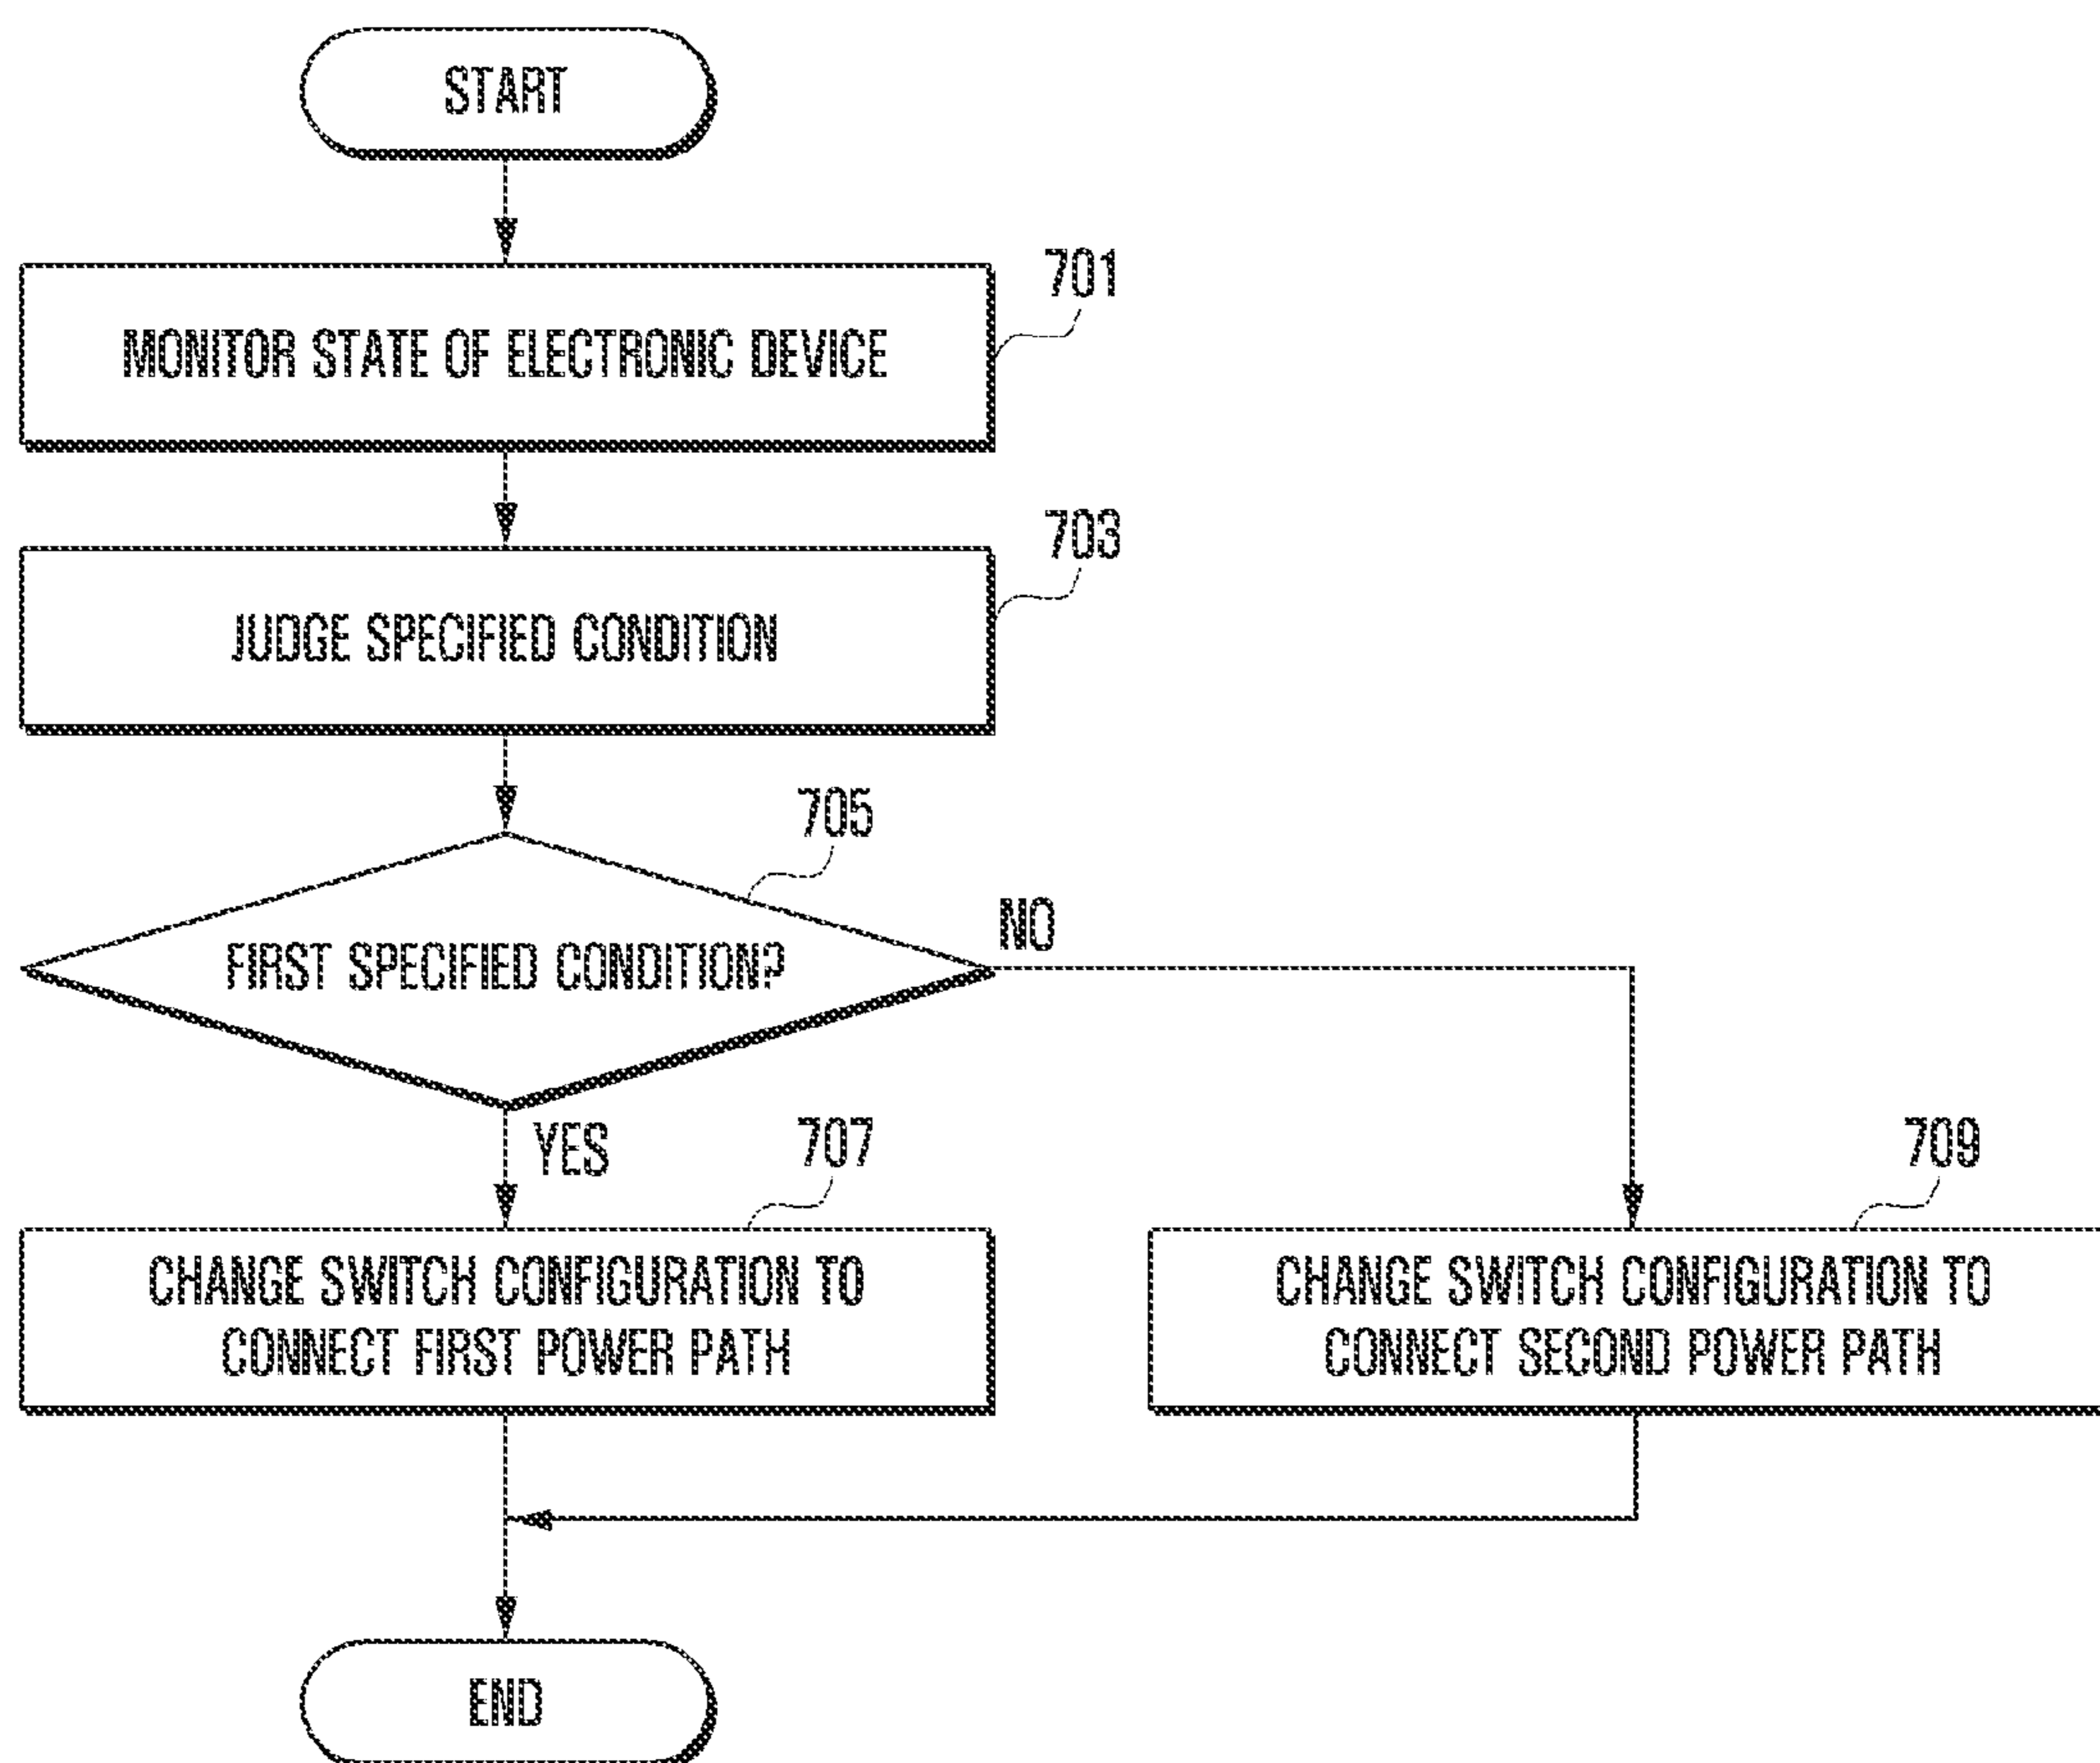 START
701
MONITOR STATE OF ELECTRONIC DEVICE
703
JUDGE SPECIFIED CONDITION
705
FIRST SPECIFIED CONDITION?
NO
YES
707
709
CHANGE SWITCH CONFIGURATION TO
CONNECT FIRST POWER PATH
CHANGE SWITCH CONFIGURATION TO
CONNECT SECOND POWER PATH
END